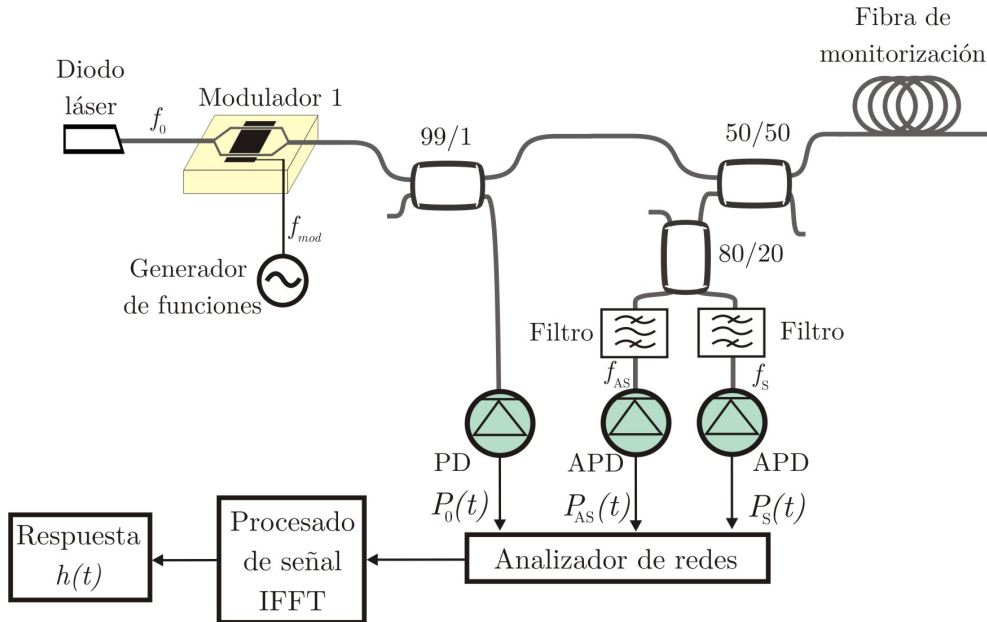 Fibra de
monitorización
Diodo
láser
Modulador 1
f0
99/1
50/50
fmod
80/20
Generador
de funciones
Filtro
Filtro
fAS
fS
PD
APD
APD
P0(t)
PAS(t)
PS(t)
Respuesta
h(t)
Procesado
de señal
IFFT
Analizador de redes